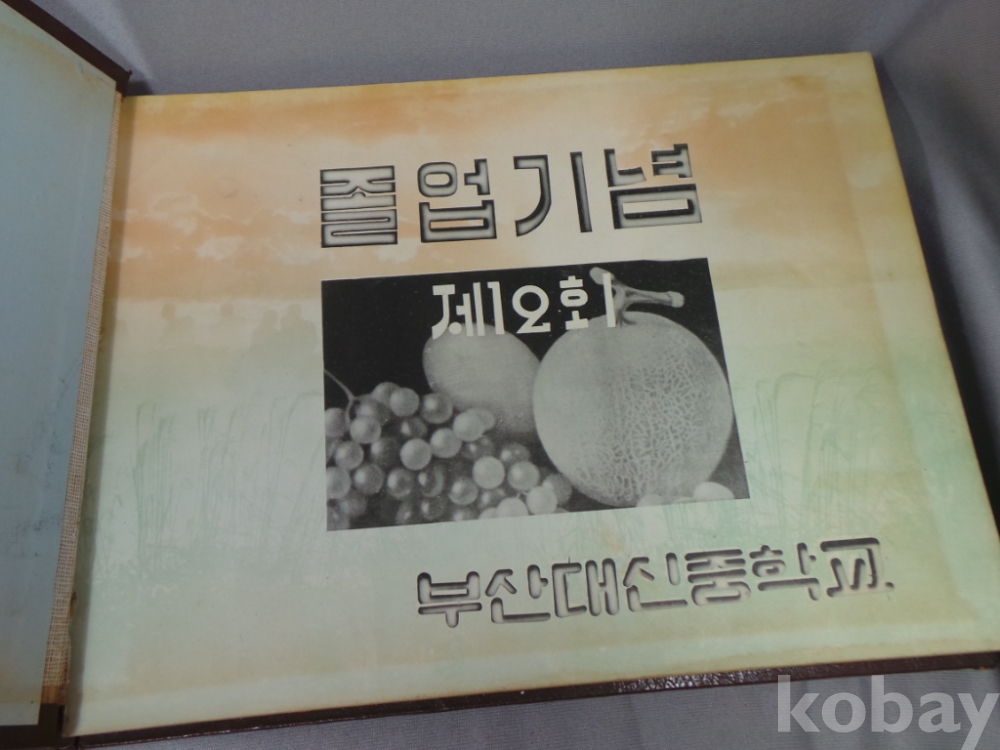 졸업기념
제12회
부산대신중학교
kobay